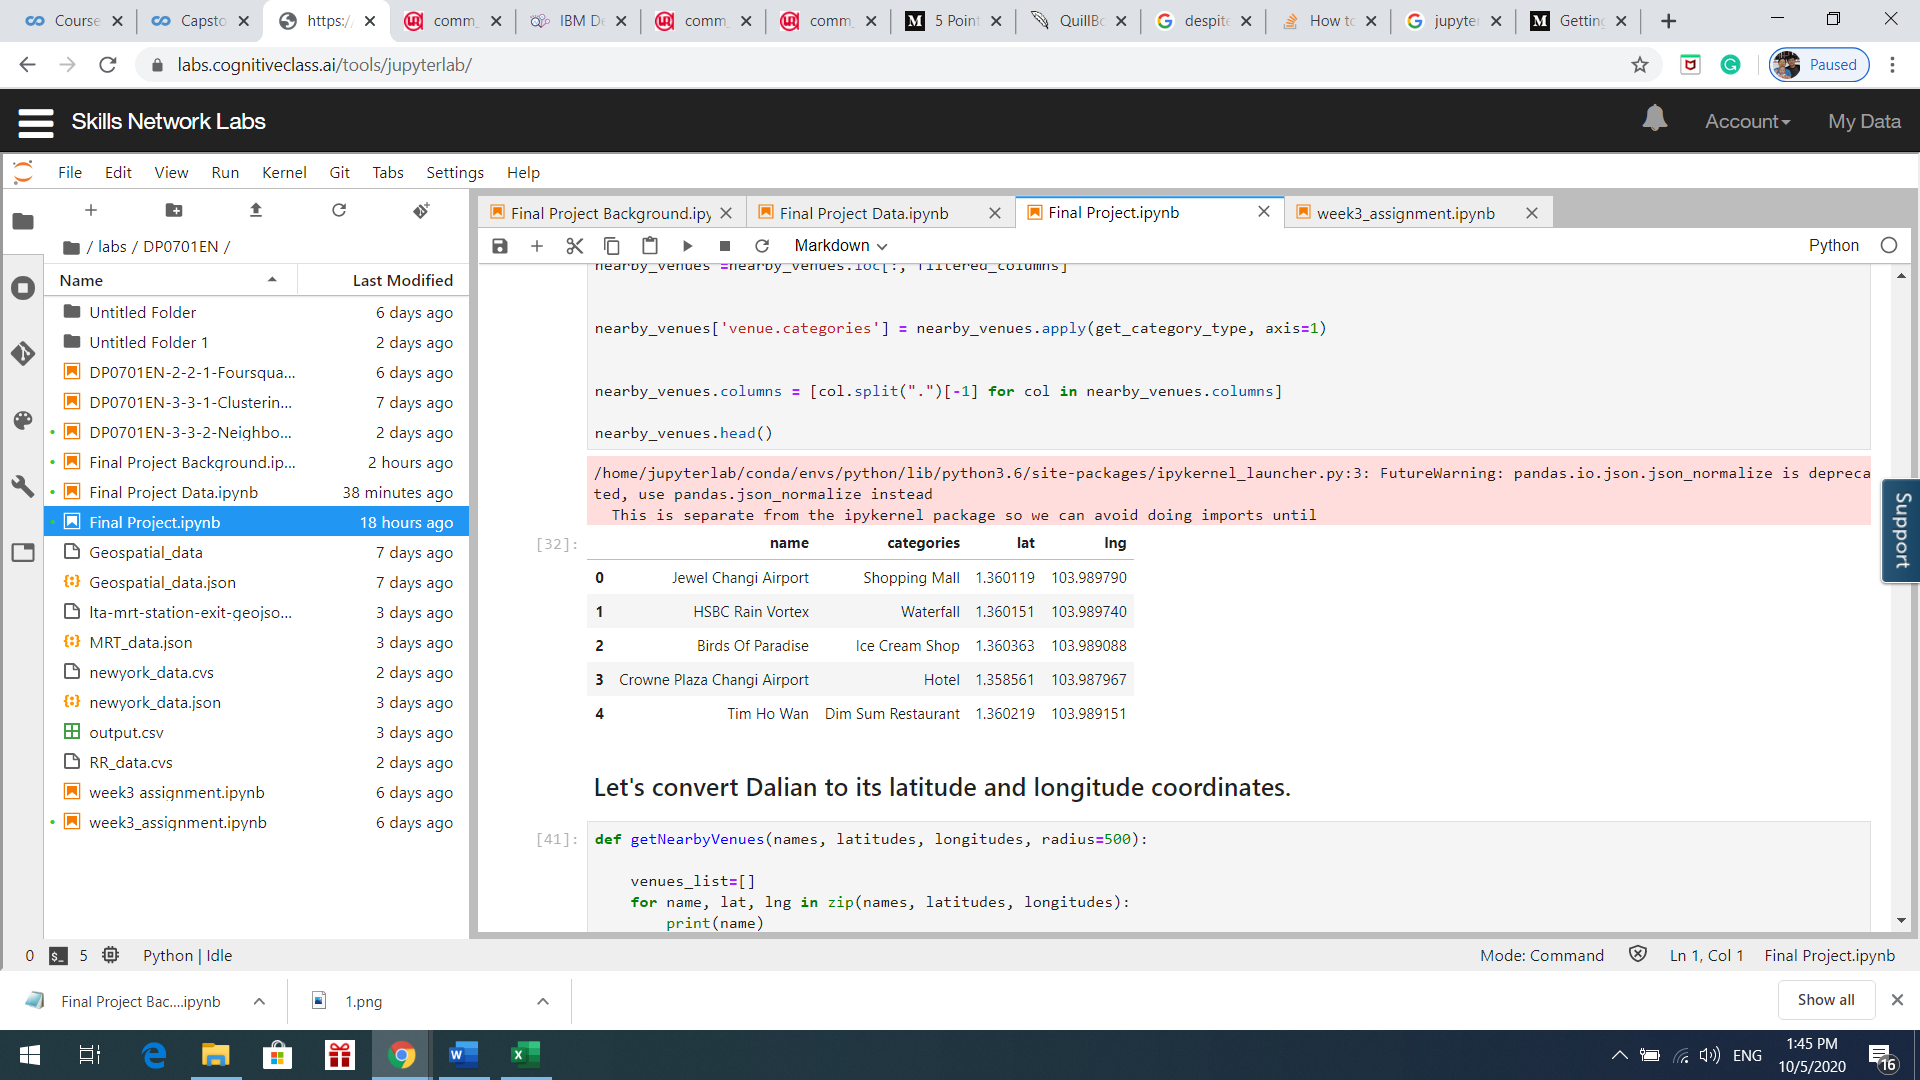 Course
Capsto
https:/
comm_
IBM De
comm_
comm_
5 Poin
QuillBo
despite
How to
jupyter
Getting
labs.cognitiveclass.ai/tools/jupyterlab/
Paused
Skills Network Labs
Account
My Data
File Edit View Run Kernel Git Tabs Settings Help
Final Project Background.ipy
Final Project Data.ipynb
Final Project.ipynb
week3_assignment.ipynb
/ labs / DP0701EN /
Markdown
Python
Name Last Modified
Untitled Folder 6 days ago
Untitled Folder 1 2 days ago
DP0701EN-2-2-1-Foursqua... 6 days ago
DP0701EN-3-3-1-Clusterin... 7 days ago
DP0701EN-3-3-2-Neighbo... 2 days ago
Final Project Background.ip... 2 hours ago
Final Project Data.ipynb 38 minutes ago
Final Project.ipynb 18 hours ago
Geospatial_data 7 days ago
Geospatial_data.json 7 days ago
lta-mrt-station-exit-geojso... 3 days ago
MRT_data.json 3 days ago
newyork_data.cvs 2 days ago
newyork_data.json 3 days ago
output.csv 3 days ago
RR_data.cvs 2 days ago
week3 assignment.ipynb 6 days ago
week3_assignment.ipynb 6 days ago
nearby_venues =nearby_venues.loc[:, filtered_columns]
nearby_venues['venue.categories'] = nearby_venues.apply(get_category_type, axis=1)
nearby_venues.columns = [col.split(".")[-1] for col in nearby_venues.columns]
nearby_venues.head()
/home/jupyterlab/conda/envs/python/lib/python3.6/site-packages/ipykernel_launcher.py:3: FutureWarning: pandas.io.json.json_normalize is depreca
ted, use pandas.json_normalize instead
This is separate from the ipykernel package so we can avoid doing imports until
[32]:
name categories lat lng
0 Jewel Changi Airport Shopping Mall 1.360119 103.989790
1 HSBC Rain Vortex Waterfall 1.360151 103.989740
2 Birds Of Paradise Ice Cream Shop 1.360363 103.989088
3 Crowne Plaza Changi Airport Hotel 1.358561 103.987967
4 Tim Ho Wan Dim Sum Restaurant 1.360219 103.989151
Let's convert Dalian to its latitude and longitude coordinates.
[41]:
def getNearbyVenues(names, latitudes, longitudes, radius=500):
venues_list=[]
for name, lat, lng in zip(names, latitudes, longitudes):
print(name)
Support
0 $_ 5 Python | Idle
Mode: Command Ln 1, Col 1 Final Project.ipynb
Final Project Bac....ipynb
1.png
Show all
ENG
1:45 PM
10/5/2020
16